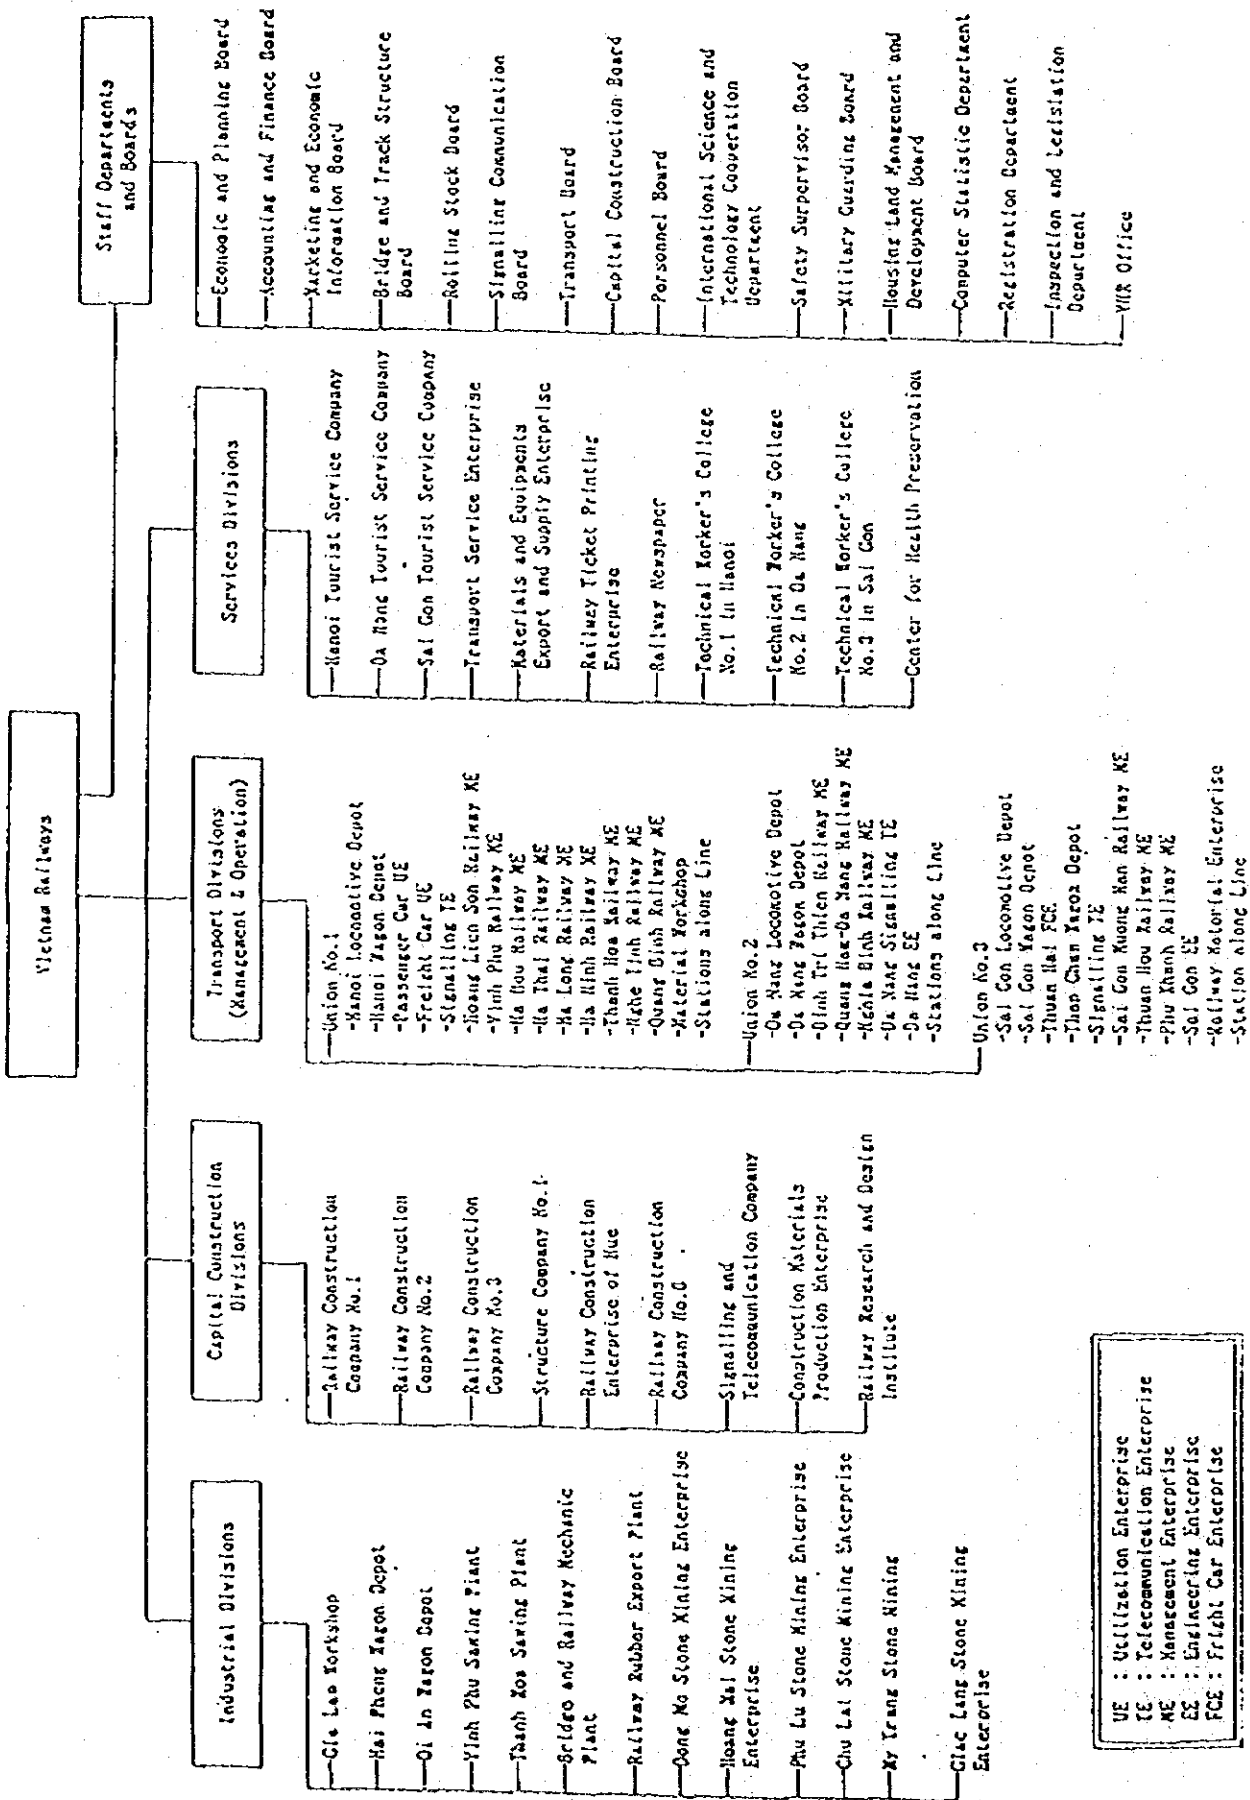 Vietnam Railways
Industrial Divisions
Gia Lam Workshop
Hai Phong Wagon Depot
Di An Wagon Depot
Vinh Phu Sawing Plant
Thanh Hoa Sawing Plant
Bridge and Railway Mechanic
Plant
Railway Rubber Export Plant
Dong Mo Stone Mining Enterprise
Hoang Mai Stone Mining
Enterprise
Phu Lu Stone Mining Enterprise
Chu Lai Stone Mining Enterprise
My Trang Stone Mining
Giac Lang Stone Mining
Enterprise
Capital Construction
Divisions
Railway Construction
Company No.1
Railway Construction
Company No.2
Railway Construction
Company No.3
Structure Company No.1
Railway Construction
Enterprise of Hue
Railway Construction
Company No.
Signalling and
Telecommunication Company
Construction Materials
Production Enterprise
Railway Research and Design
Institute
Transport Divisions
(Management & Operation)
Union No.1
-Hanoi Locomotive Depot
-Hanoi Wagon Depot
-Passenger Car UE
-Freight Car UE
-Signalling TE
-Hoang Lien Son Railway ME
-Vinh Phu Railway ME
-Ha Hou Railway ME
-Ha Thai Railway ME
-Ha Long Railway ME
-Ha Ninh Railway ME
-Thanh Hoa Railway ME
-Nghe Tinh Railway ME
-Quang Binh Railway ME
-Material Workshop
-Stations along Line
Union No.2
-Da Nang Locomotive Depot
-Da Nang Wagon Depot
-Binh Tri Thien Railway ME
-Quang Nam-Da Nang Railway ME
-Nghia Binh Railway ME
-Da Nang Signalling TE
-Da Nang EE
-Stations along Line
Union No.3
-Sai Gon Locomotive Depot
-Sai Gon Wagon Depot
-Thuan Hai FCE
-Thap Cham Wagon Depot
-Signalling TE
-Sai Gon Muong Man Railway ME
-Thuan Hou Railway ME
-Phu Khanh Railway ME
-Sai Gon EE
-Railway Motorial Enterprise
-Station along Line
Services Divisions
Hanoi Tourist Service Company
Da Nang Tourist Service Company
Sai Gon Tourist Service Company
Transport Service Enterprise
Materials and Equipments
Export and Supply Enterprise
Railway Ticket Printing
Enterprise
Railway Newspaper
Technical Worker's College
No.1 in Hanoi
Technical Worker's College
No.2 in Da Nang
Technical Worker's College
No.3 in Sai Gon
Center for Health Preservation
Staff Departments
and Boards
Economic and Planning Board
Accounting and Finance Board
Marketing and Economic
Information Board
Bridge and Track Structure
Board
Rolling Stock Board
Signalling Communication
Board
Transport Board
Capital Construction Board
Personnel Board
International Science and
Technology Cooperation
Department
Safety Surpervisor Board
Military Guarding Board
Housing Land Management and
Development Board
Computer Statistic Department
Registration Department
Inspection and Legislation
Department
VNR Office
UE : Utilization Enterprise
TE : Telecommunication Enterprise
ME : Management Enterprise
EE : Engineering Enterprise
FCE : Fright Car Enterprise